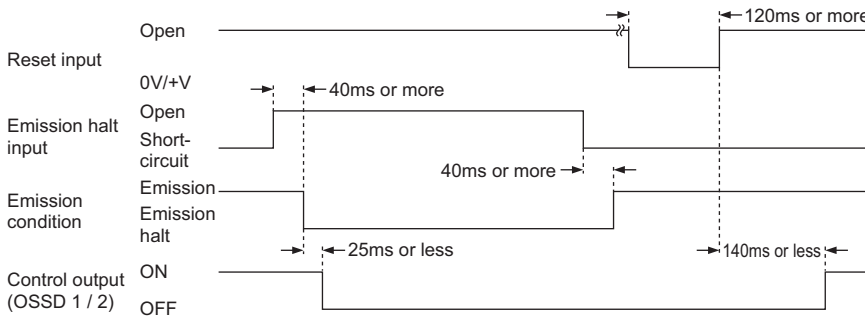 120ms or more
Open
Reset input
0V/+V
40ms or more
Open
Emission halt
input
Short-
circuit
40ms or more
Emission
Emission
condition
Emission
halt
25ms or less
140ms or less
Control output
(OSSD 1 / 2)
ON
OFF